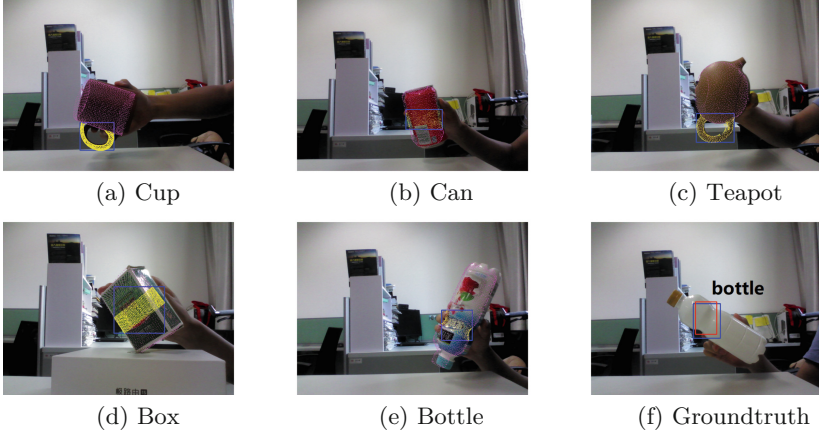 (a) Cup
(b) Can
(c) Teapot
bottle
(d) Box
(e) Bottle
(f) Groundtruth